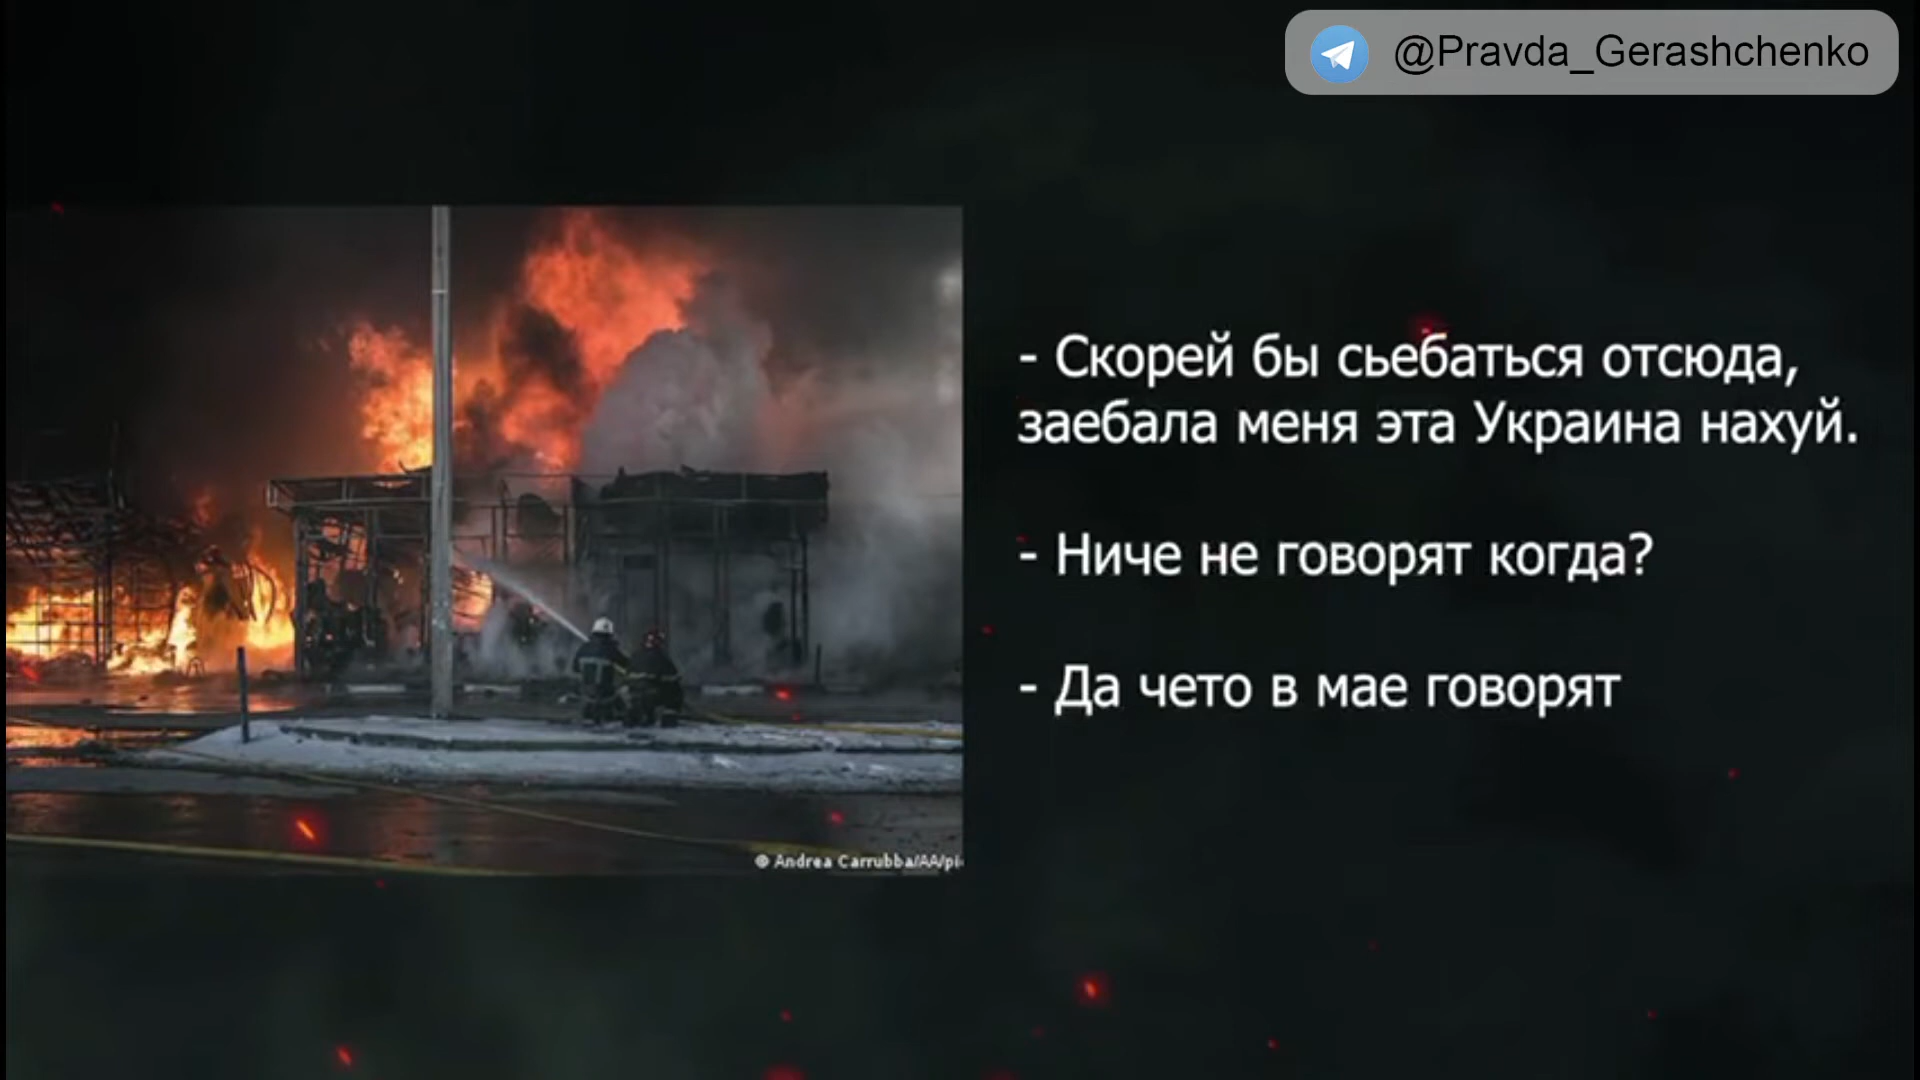 @Pravda_Gerashchenko
- Скорей бы сьебаться отсюда,
заебала меня эта Украина нахуй.
- Ниче не говорят когда?
- Да чето в мае говорят
© Andrea Carrubba/AA/pi